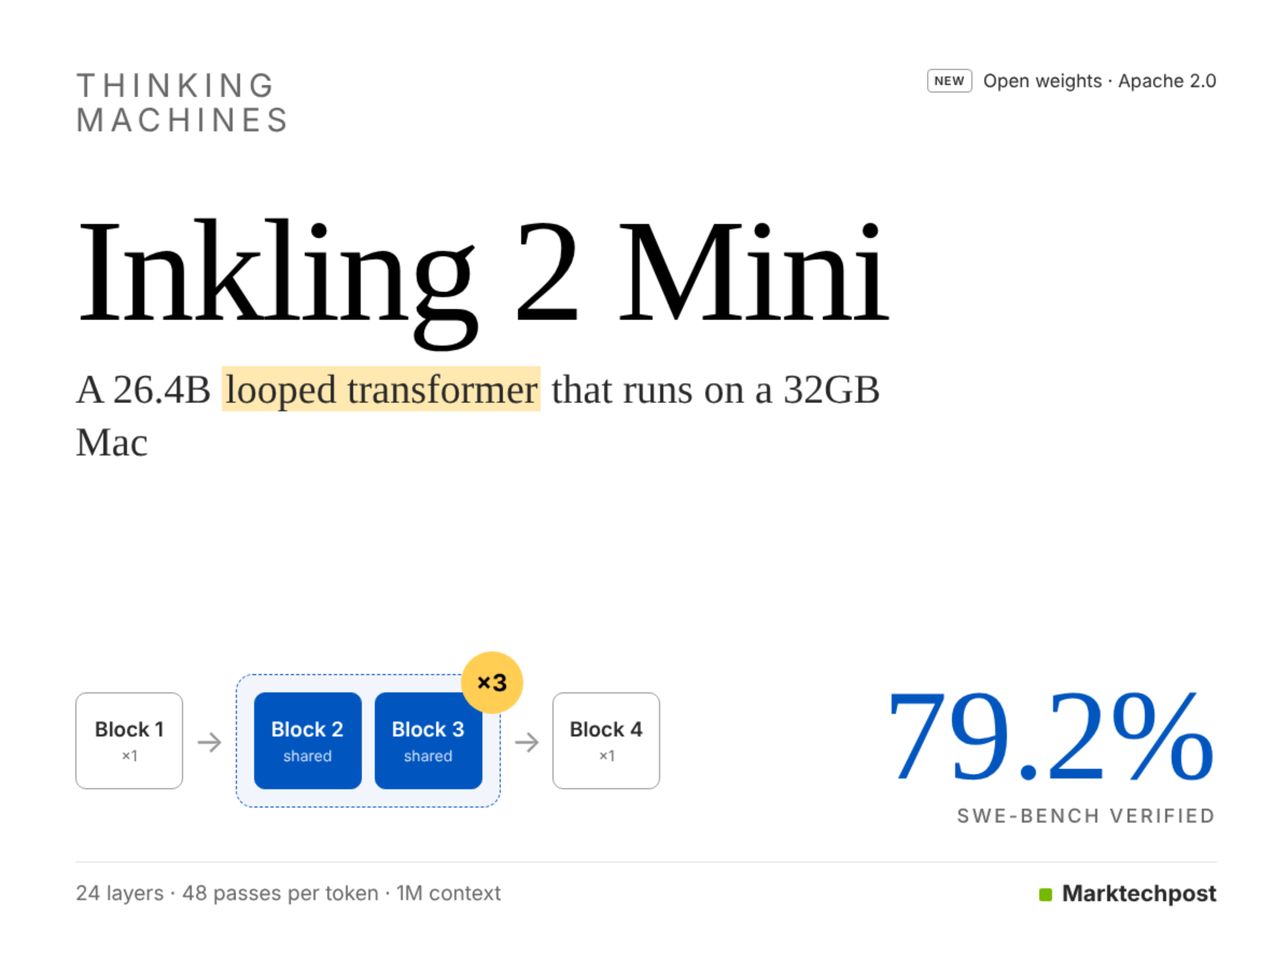 THINKING
MACHINES
NEW Open weights · Apache 2.0
Inkling 2 Mini
A 26.4B looped transformer that runs on a 32GB
Mac
Block 1
×1
→
Block 2
shared
Block 3
shared
×3
→
Block 4
×1
79.2%
SWE-BENCH VERIFIED
24 layers · 48 passes per token · 1M context
Marktechpost